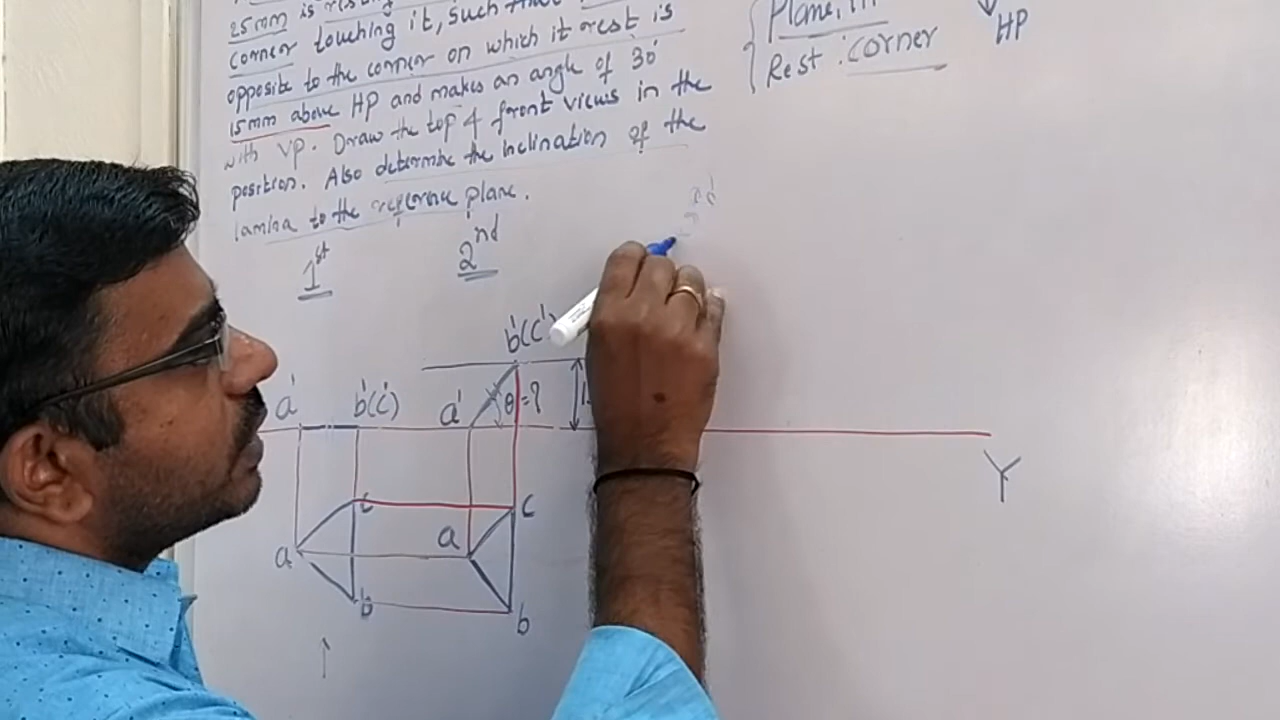 25mm is
corner touching it, such that
opposite to the corner on which it rest is
15mm above HP and makes an angle of 30°
with VP. Draw the top & front views in the
position. Also determine the inclination of the
lamina to the reference plane.
Plane,
Rest : Corner
HP
1st
2nd
b'(c')
a'
b'(c')
a'
θ=?
Y
c
c
a
a
b
b